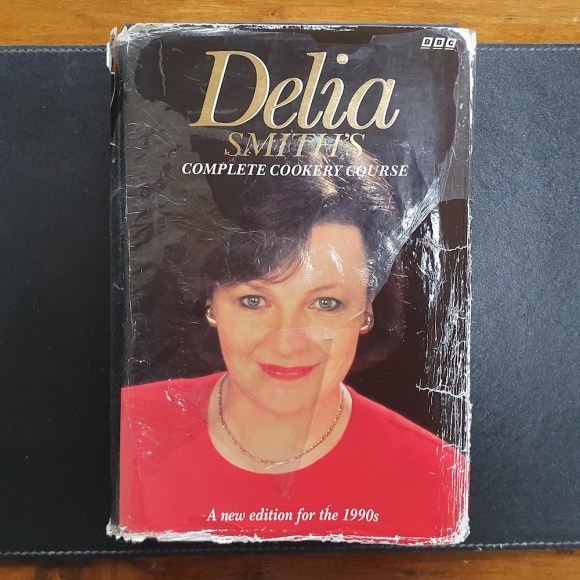 BBC
Delia
SMITH'S
COMPLETE COOKERY COURSE
A new edition for the 1990s